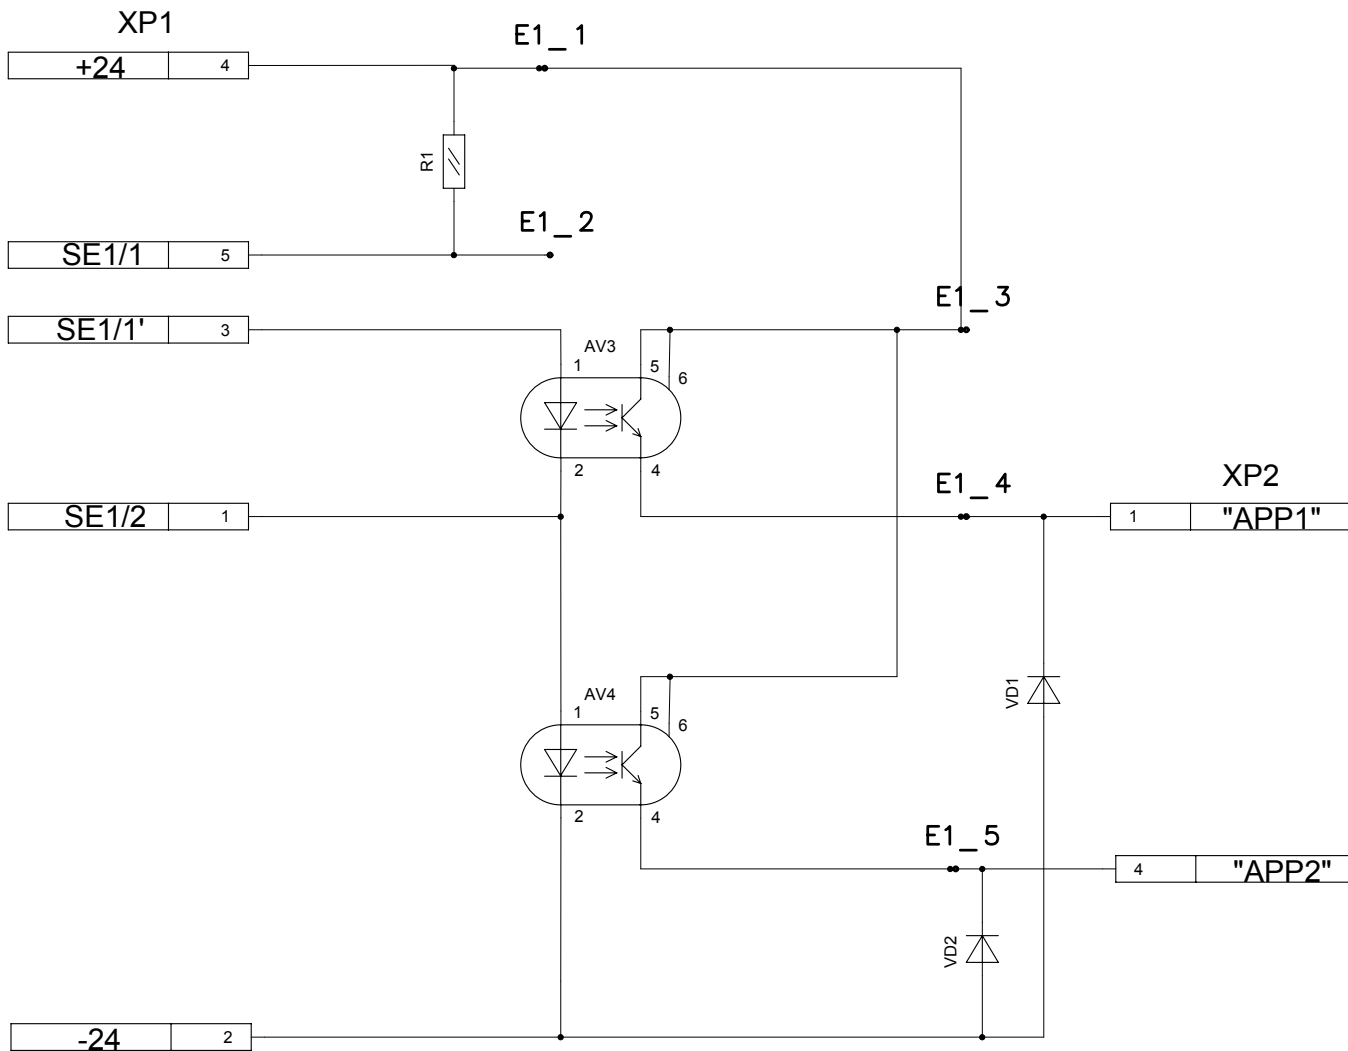 XP1
E1_1
+24 4
R1
E1_2
SE1/1 5
E1_3
SE1/1' 3
AV3
1 5
6
2 4
E1_4
XP2
SE1/2 1
1 "APP1"
VD1
AV4
1 5
6
2 4
E1_5
4 "APP2"
VD2
-24 2